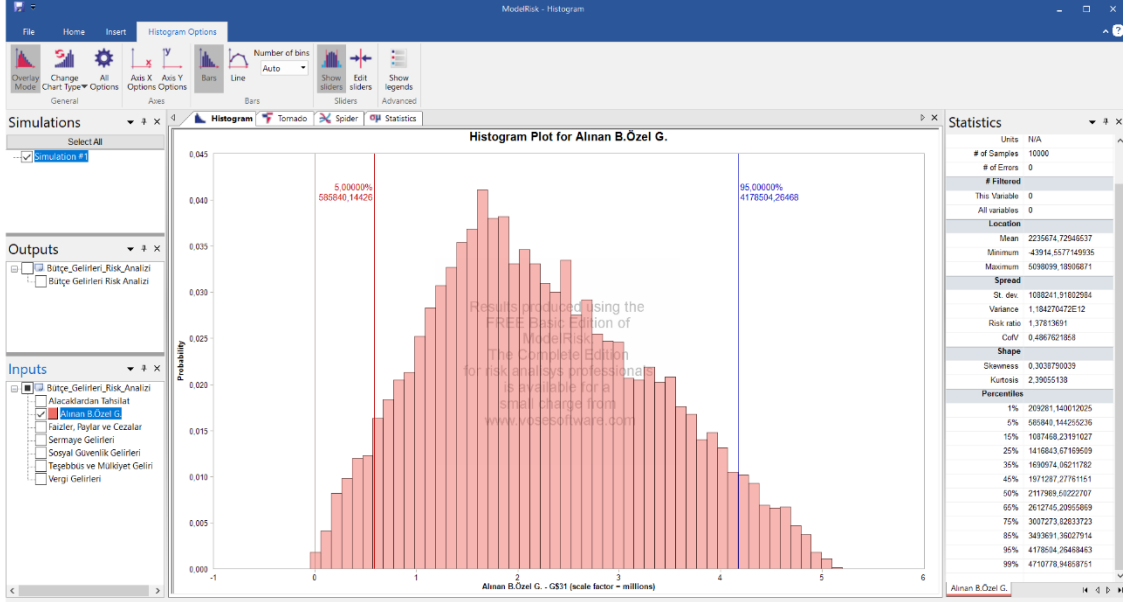 ModelRisk - Histogram
File Home Insert Histogram Options
Overlay Mode
Change Chart Type
All Options
Axis X Options
Axis Y Options
Bars
Line
Number of bins
Auto
Show sliders
Edit sliders
Show legends
General Axes Bars Sliders Advanced
Simulations
Select All
Simulation #1
Outputs
Bütçe_Gelirleri_Risk_Analizi
Bütçe Gelirleri Risk Analizi
Inputs
Bütçe_Gelirleri_Risk_Analizi
Alacaklardan Tahsilat
Alınan B.Özel G.
Faizler, Paylar ve Cezalar
Sermaye Gelirleri
Sosyal Güvenlik Gelirleri
Teşebbüs ve Mülkiyet Geliri
Vergi Gelirleri
Histogram Tornado Spider Statistics
Histogram Plot for Alınan B.Özel G.
0,045
0,040
0,035
0,030
0,025
0,020
0,015
0,010
0,005
0,000
Probability
5,00000%
585840,14426
95,00000%
4178504,26468
Results produced using the
FREE Basic Edition of
ModelRisk.
The Complete Edition
for risk analisys professionals
is available for a
small charge from
www.vosesoftware.com
-1 0 1 2 3 4 5 6
Alınan B.Özel G. - G$31 (scale factor = millions)
Statistics
Units N/A
# of Samples 10000
# of Errors 0
# Filtered
This Variable 0
All variables 0
Location
Mean 2235674,72946537
Minimum -43914,5577149935
Maximum 5098099,18906871
Spread
St. dev. 1088241,91802984
Variance 1,184270472E12
Risk ratio 1,37813691
CofV 0,4867621858
Shape
Skewness 0,3038790039
Kurtosis 2,39055138
Percentiles
1% 209281,140012025
5% 585840,144255236
15% 1087468,23191027
25% 1416843,67169509
35% 1690974,06211782
45% 1971287,27761151
50% 2117989,50222707
65% 2612745,20955869
75% 3007273,82033723
85% 3493691,36027914
95% 4178504,26468463
99% 4710778,94658751
Alınan B.Özel G.